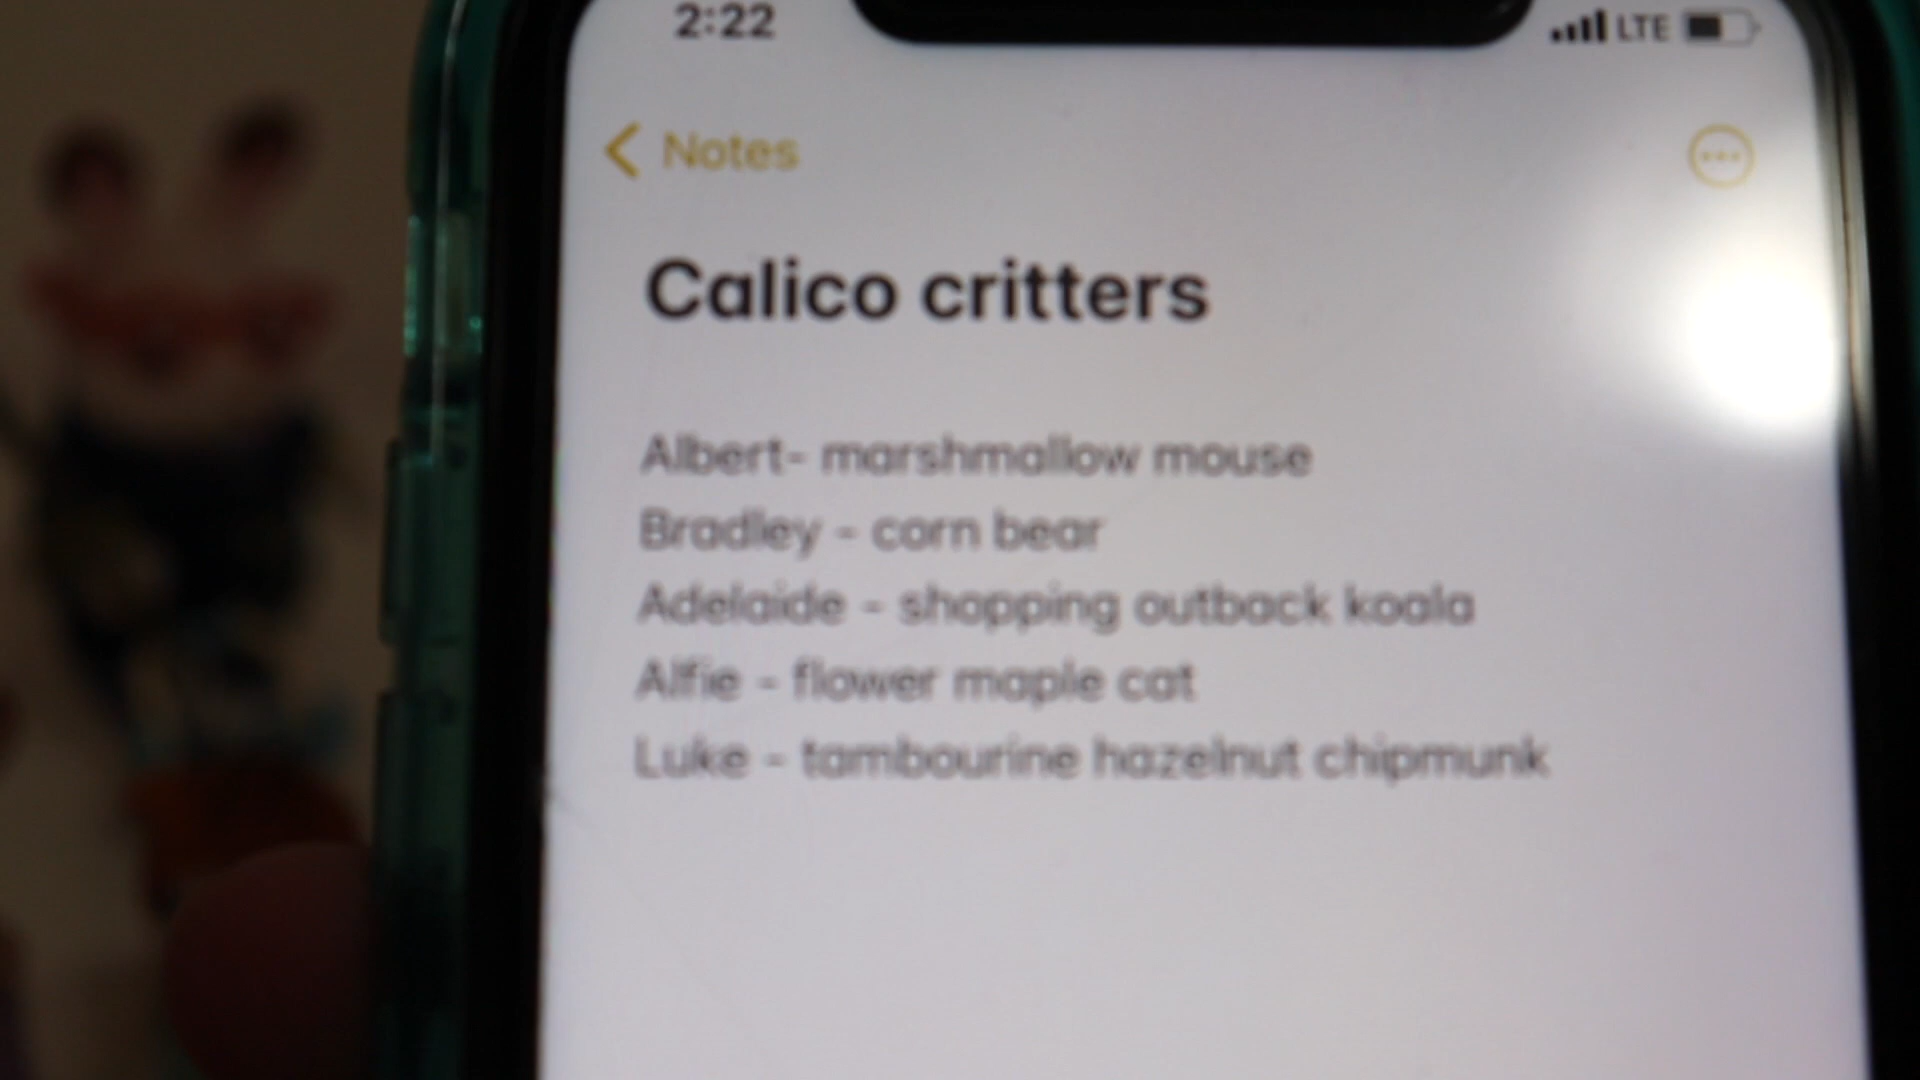 2:22 LTE
Notes
Calico critters
Albert- marshmallow mouse
Bradley - corn bear
Adelaide - shopping outback koala
Alfie - flower maple cat
Luke - tambourine hazelnut chipmunk